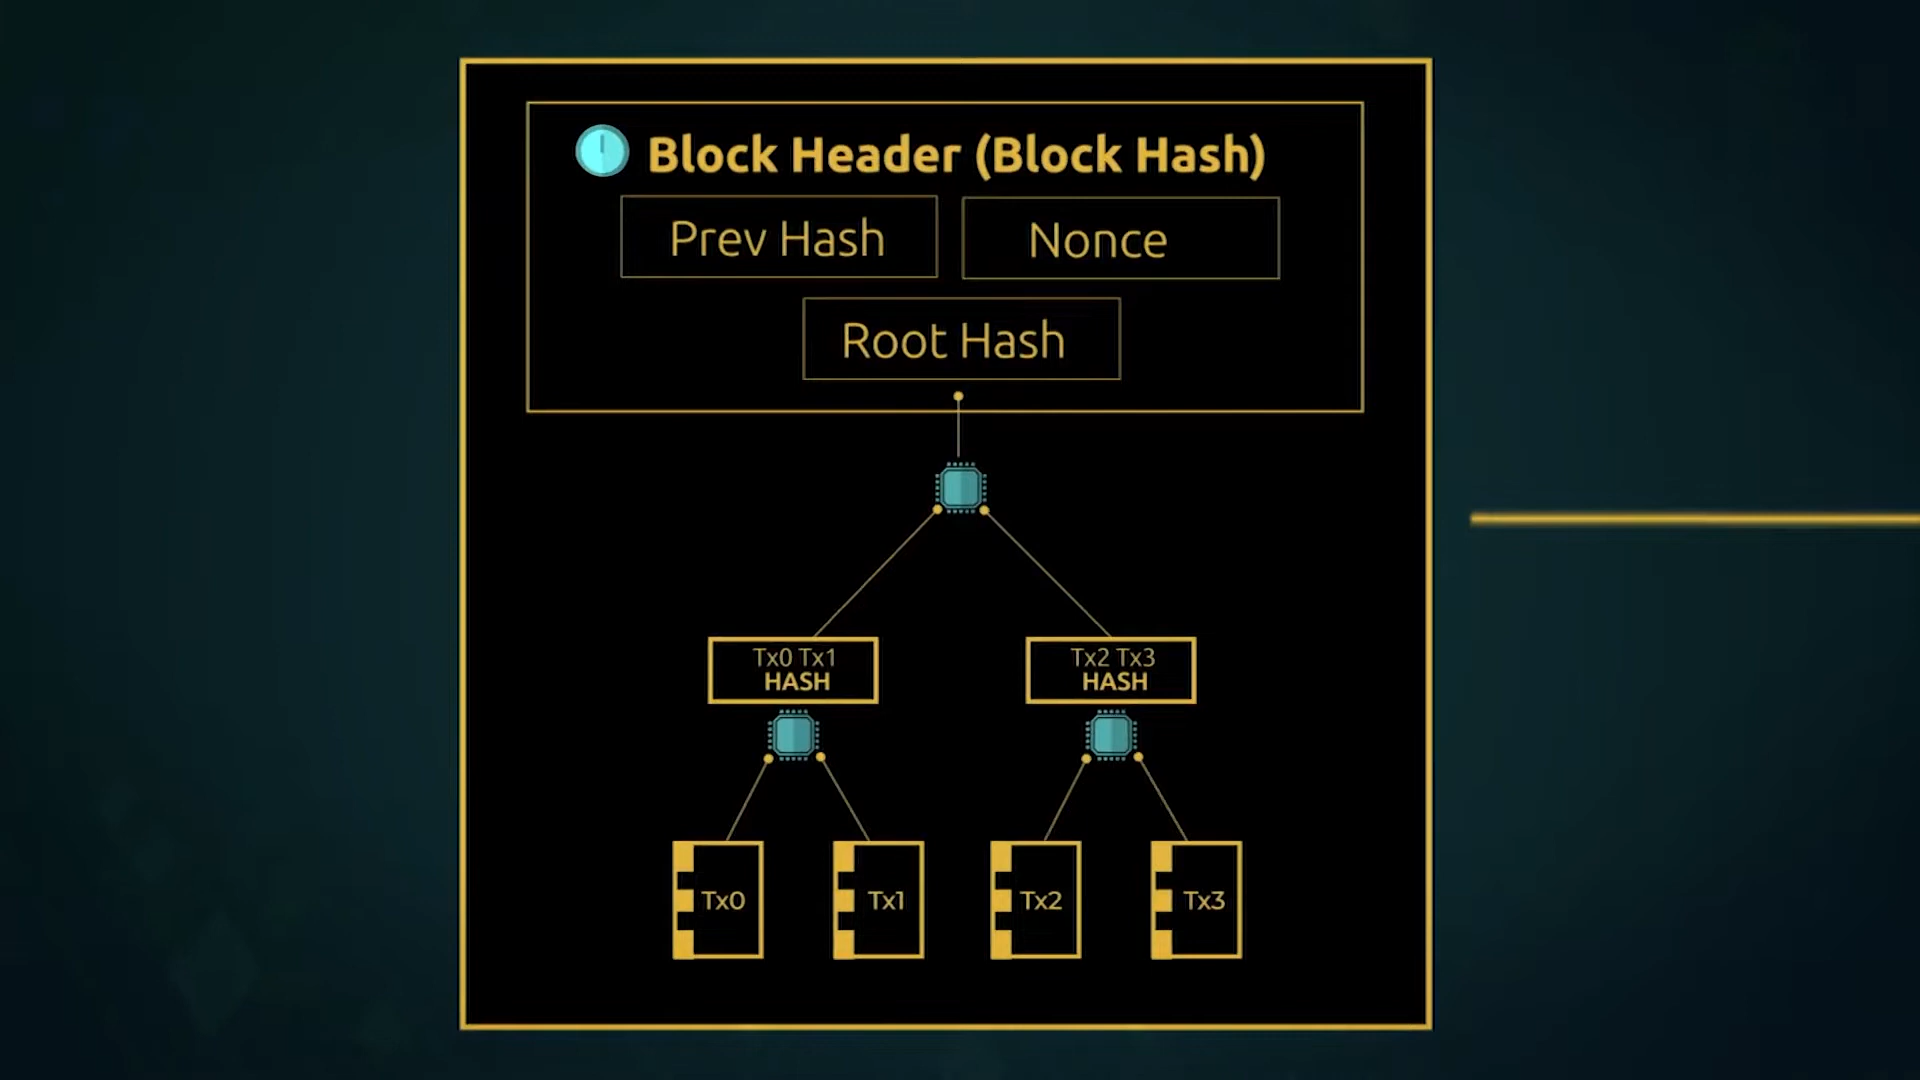 Block Header (Block Hash)
Prev Hash
Nonce
Root Hash
Tx0 Tx1
HASH
Tx2 Tx3
HASH
Tx0
Tx1
Tx2
Tx3